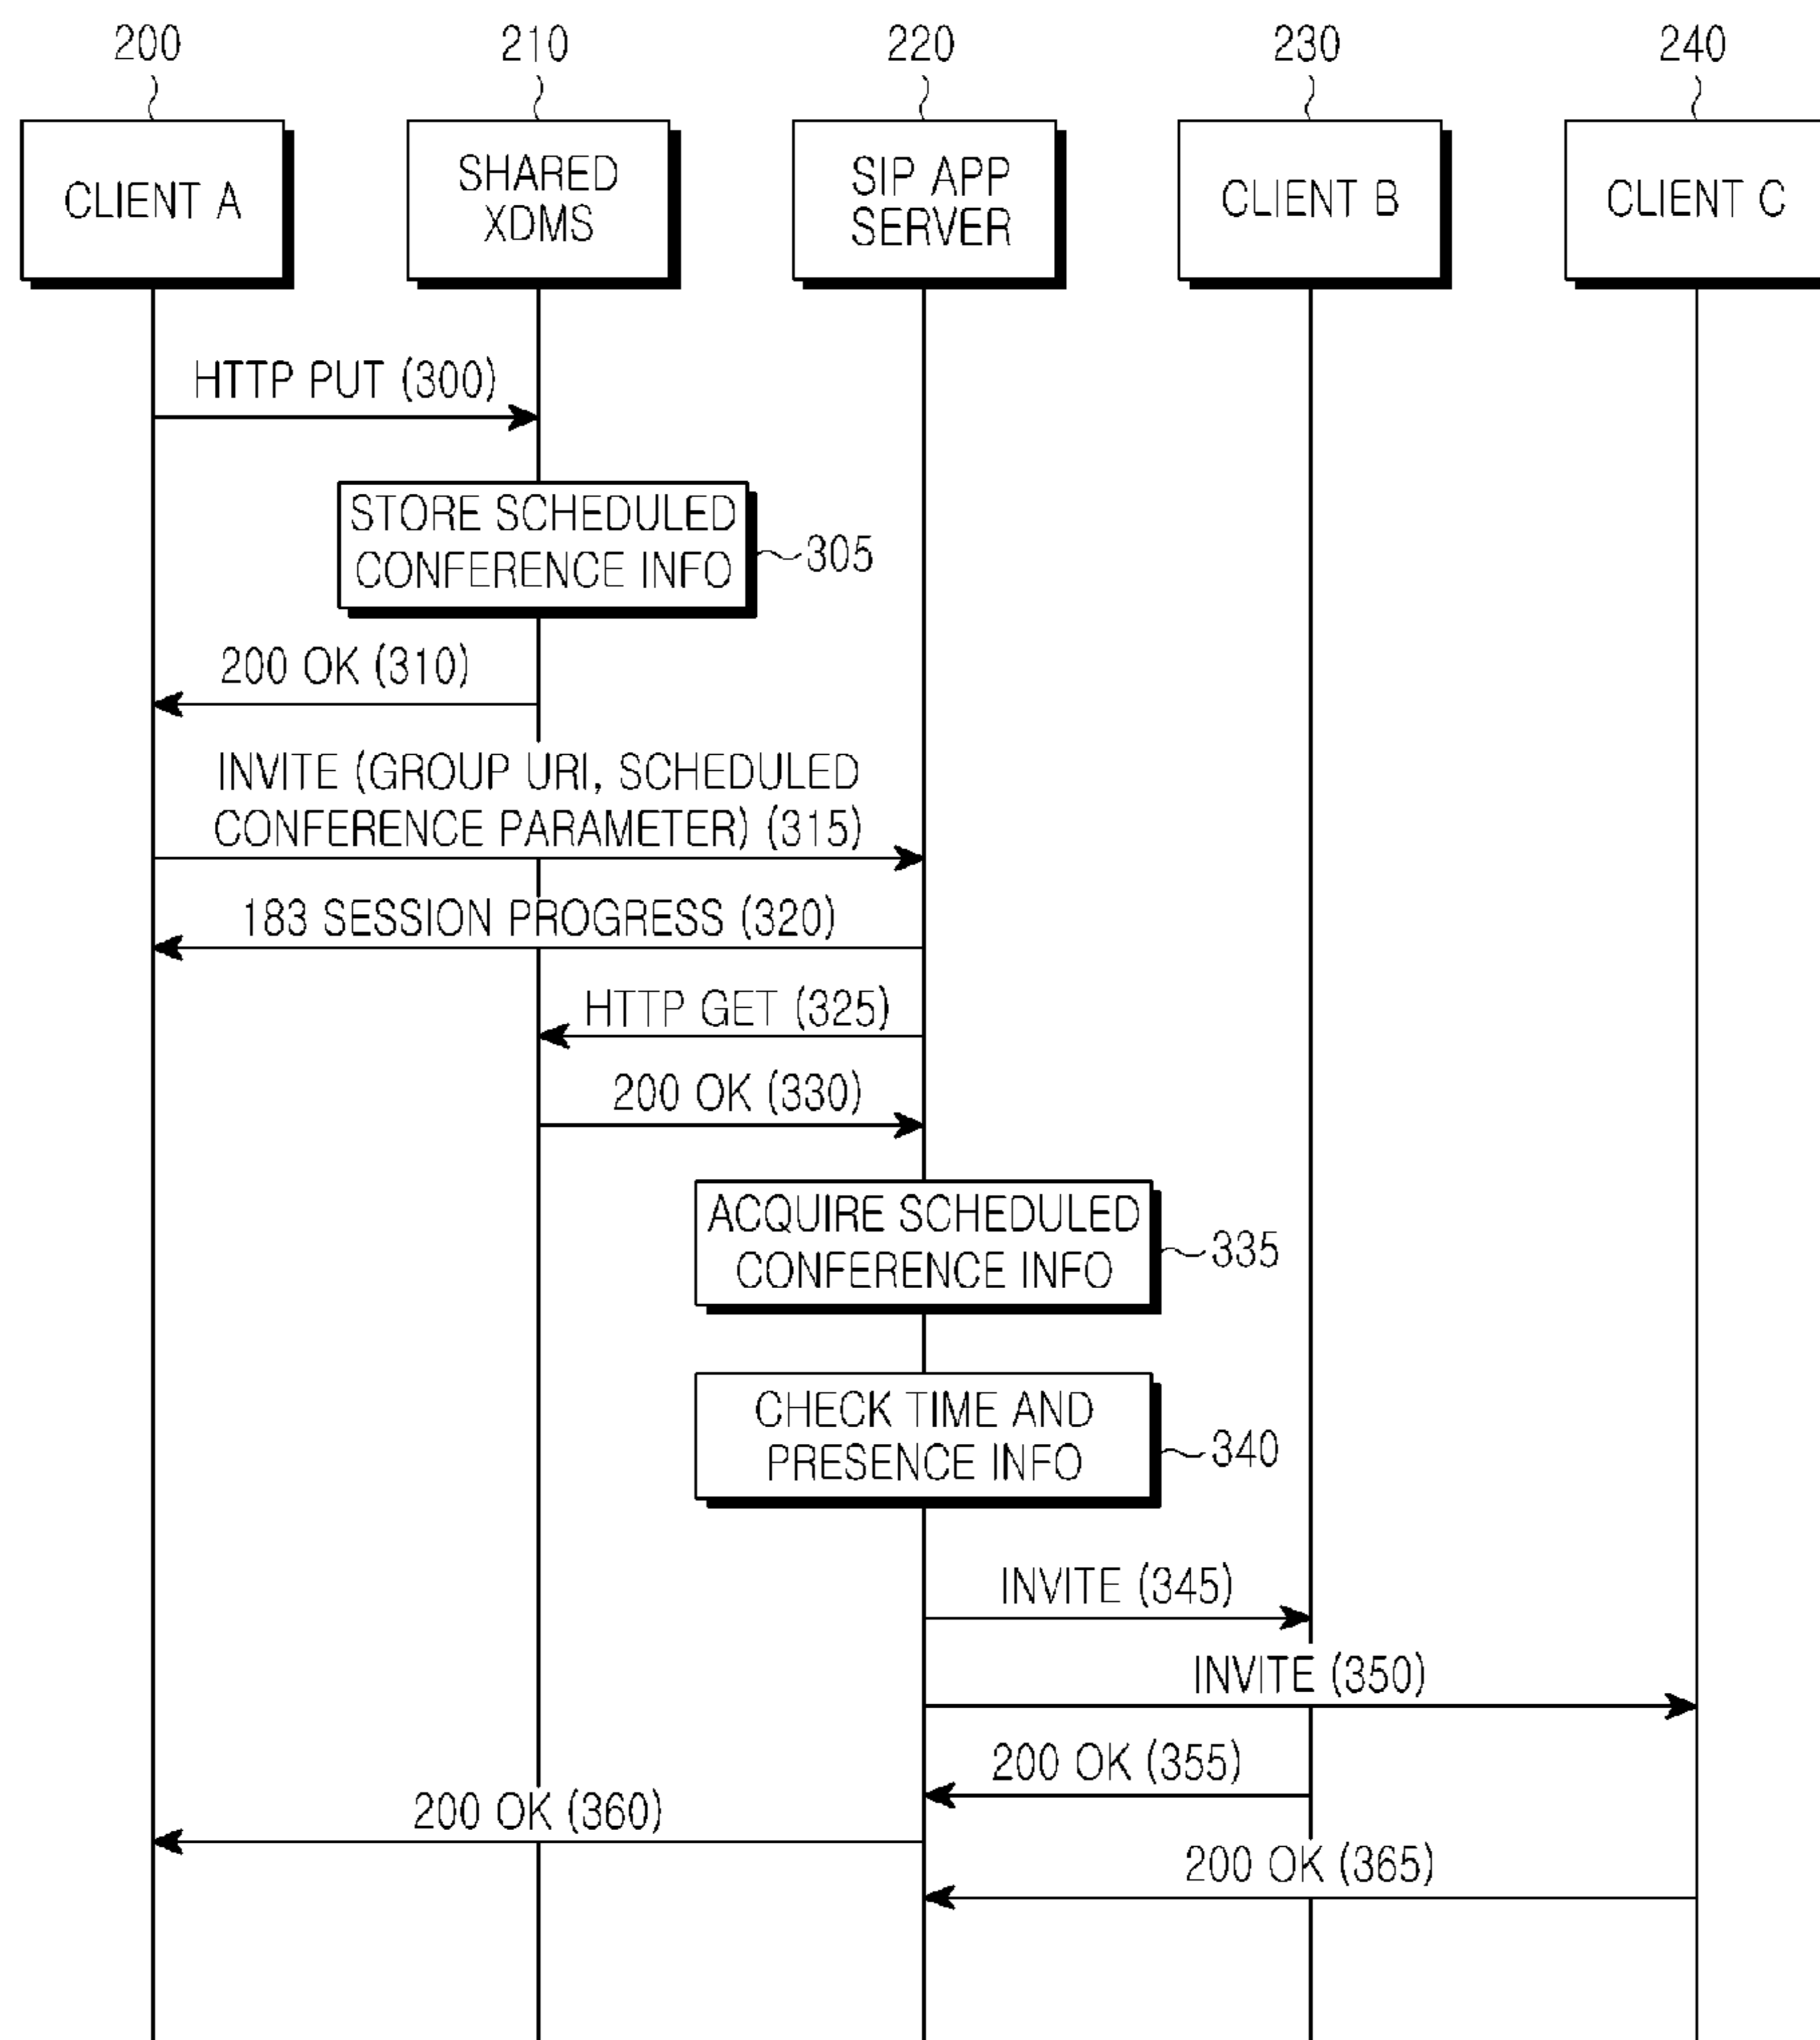 200
210
220
230
240
CLIENT A
SHARED
XDMS
SIP APP
SERVER
CLIENT B
CLIENT C
HTTP PUT (300)
STORE SCHEDULED
CONFERENCE INFO
305
200 OK (310)
INVITE (GROUP URI, SCHEDULED
CONFERENCE PARAMETER) (315)
183 SESSION PROGRESS (320)
HTTP GET (325)
200 OK (330)
ACQUIRE SCHEDULED
CONFERENCE INFO
335
CHECK TIME AND
PRESENCE INFO
340
INVITE (345)
INVITE (350)
200 OK (355)
200 OK (360)
200 OK (365)